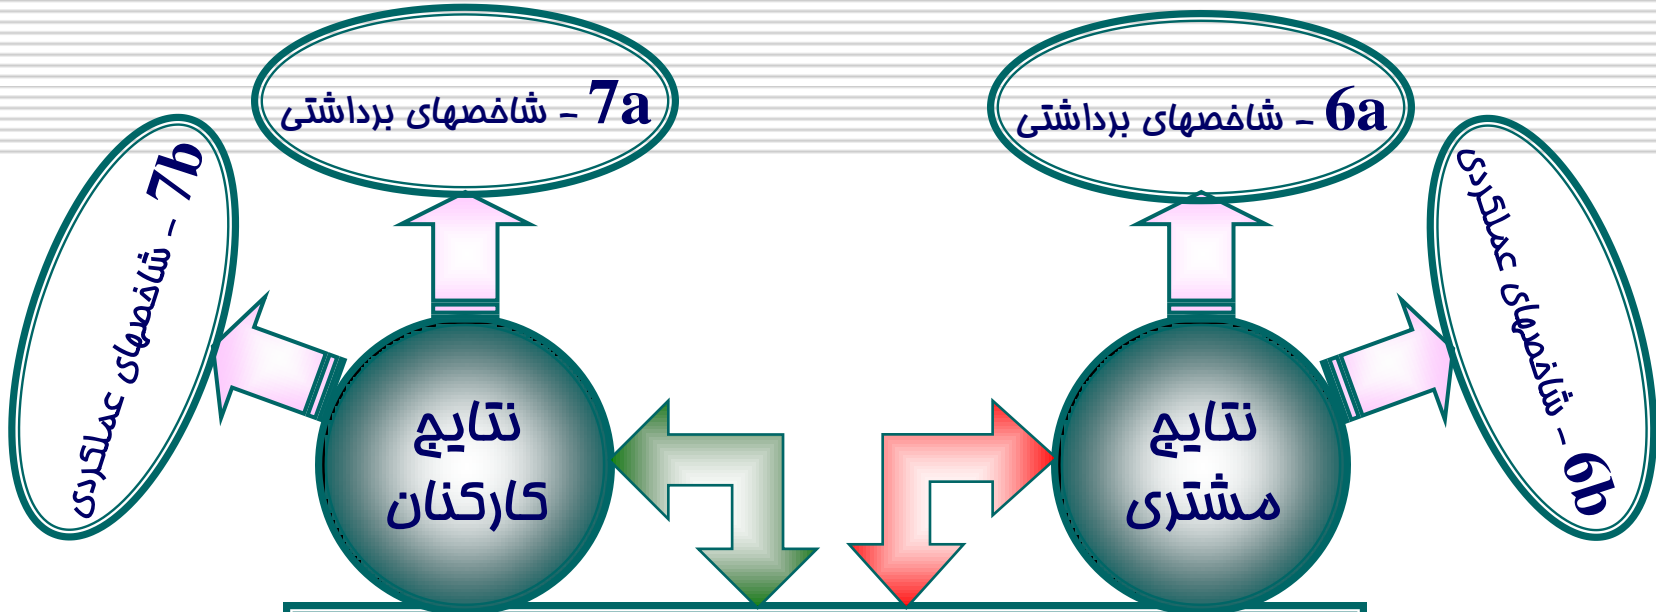 6a - شاخصهای برداشتی
7a - شاخصهای برداشتی
6b - شاخصهای عملکردی
7b - شاخصهای عملکردی
نتایج
مشتری
نتایج
کارکنان